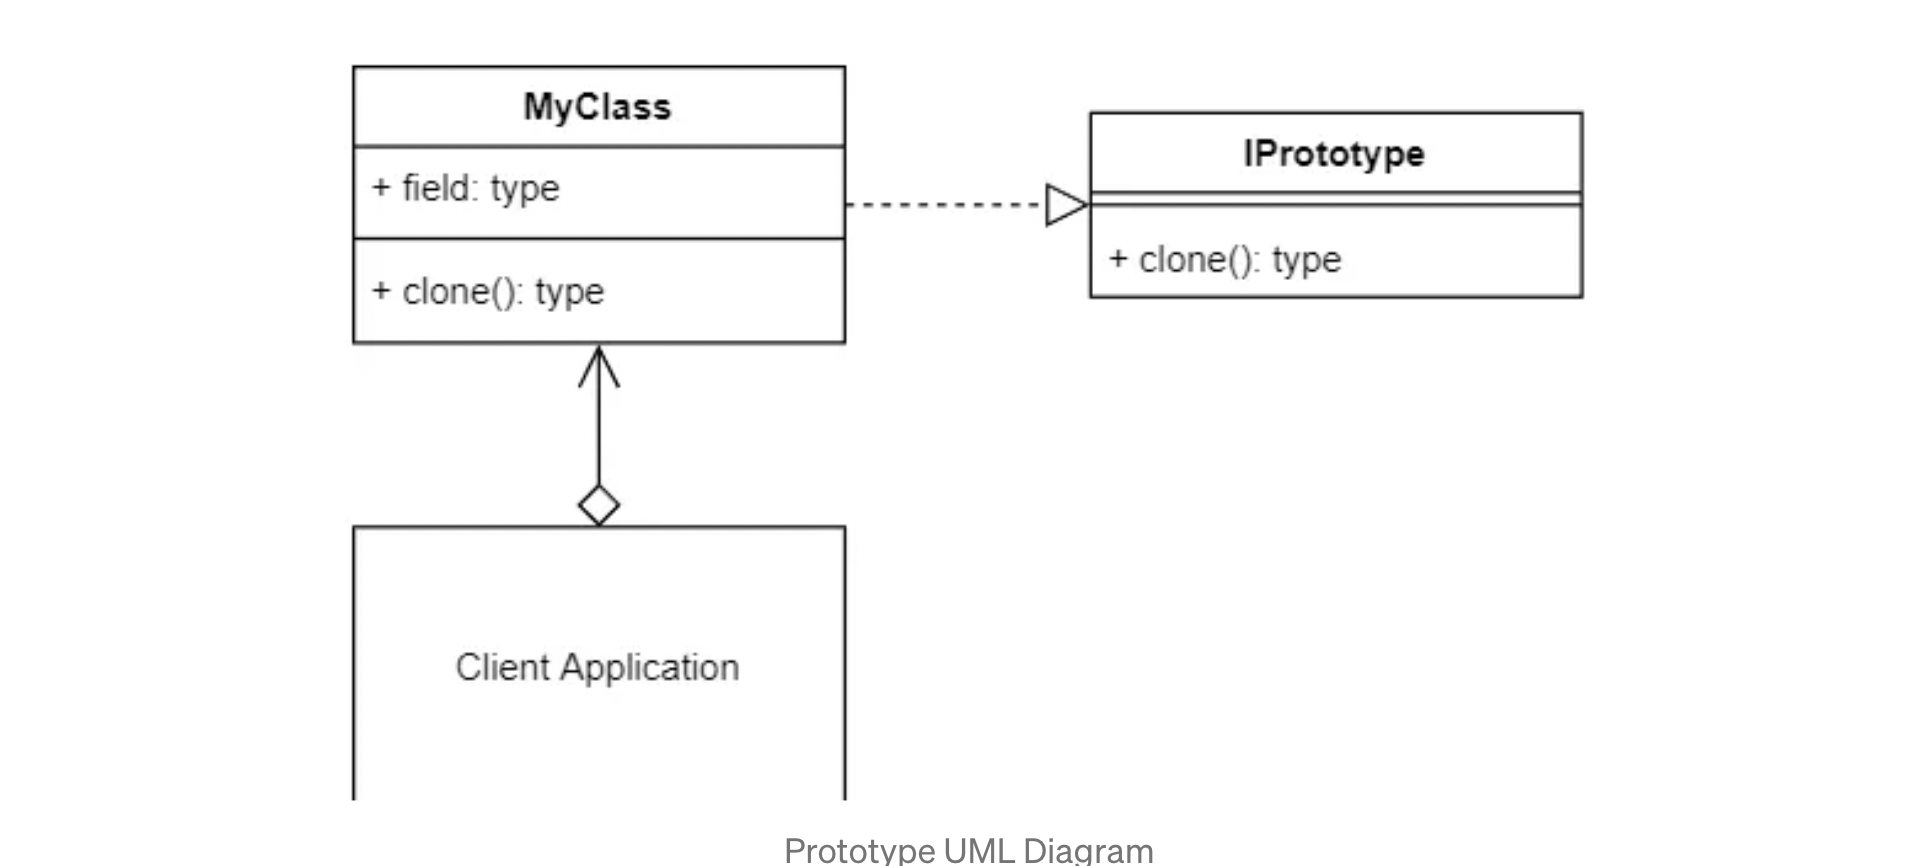 MyClass
+ field: type
+ clone(): type
IPrototype
+ clone(): type
Client Application
Prototype UML Diagram